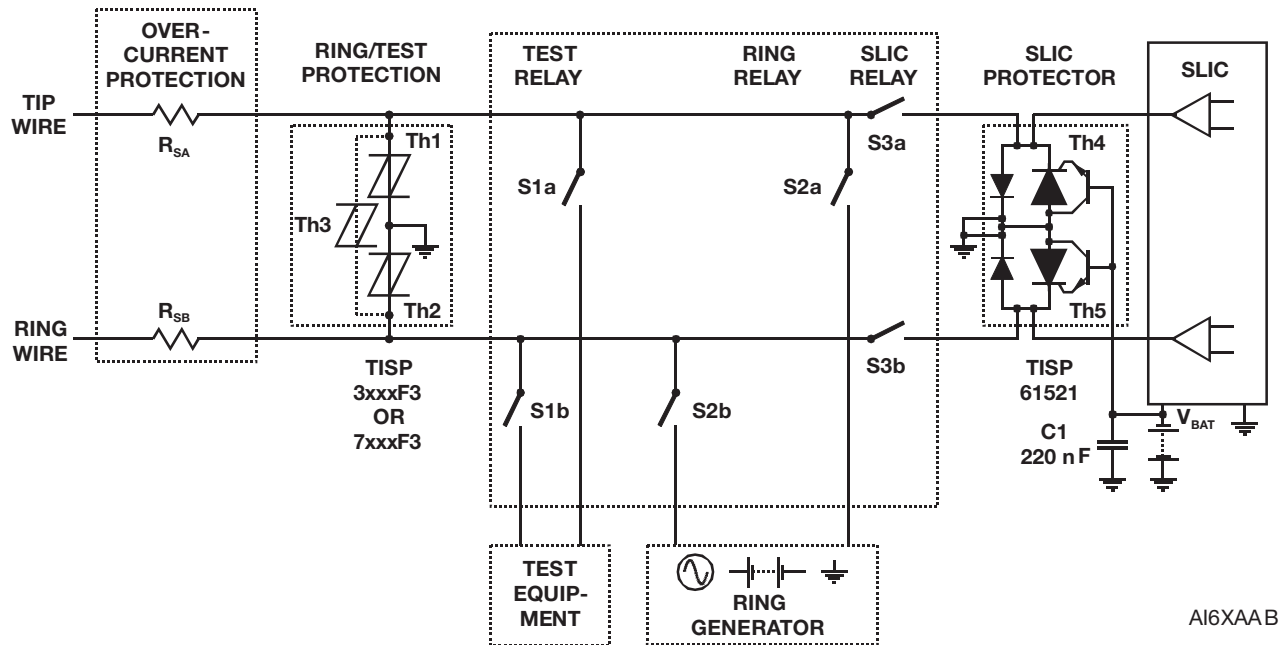 OVER-
CURRENT
PROTECTION
RING/TEST
PROTECTION
TEST
RELAY
RING
RELAY
SLIC
RELAY
SLIC
PROTECTOR
SLIC
TIP
WIRE
RSA
Th1
Th3
Th2
S1a
S2a
S3a
Th4
Th5
RING
WIRE
RSB
TISP
3xxxF3
OR
7xxxF3
S1b
S2b
S3b
TISP
61521
C1
220 nF
VBAT
TEST
EQUIP-
MENT
RING
GENERATOR
AI6XAAB